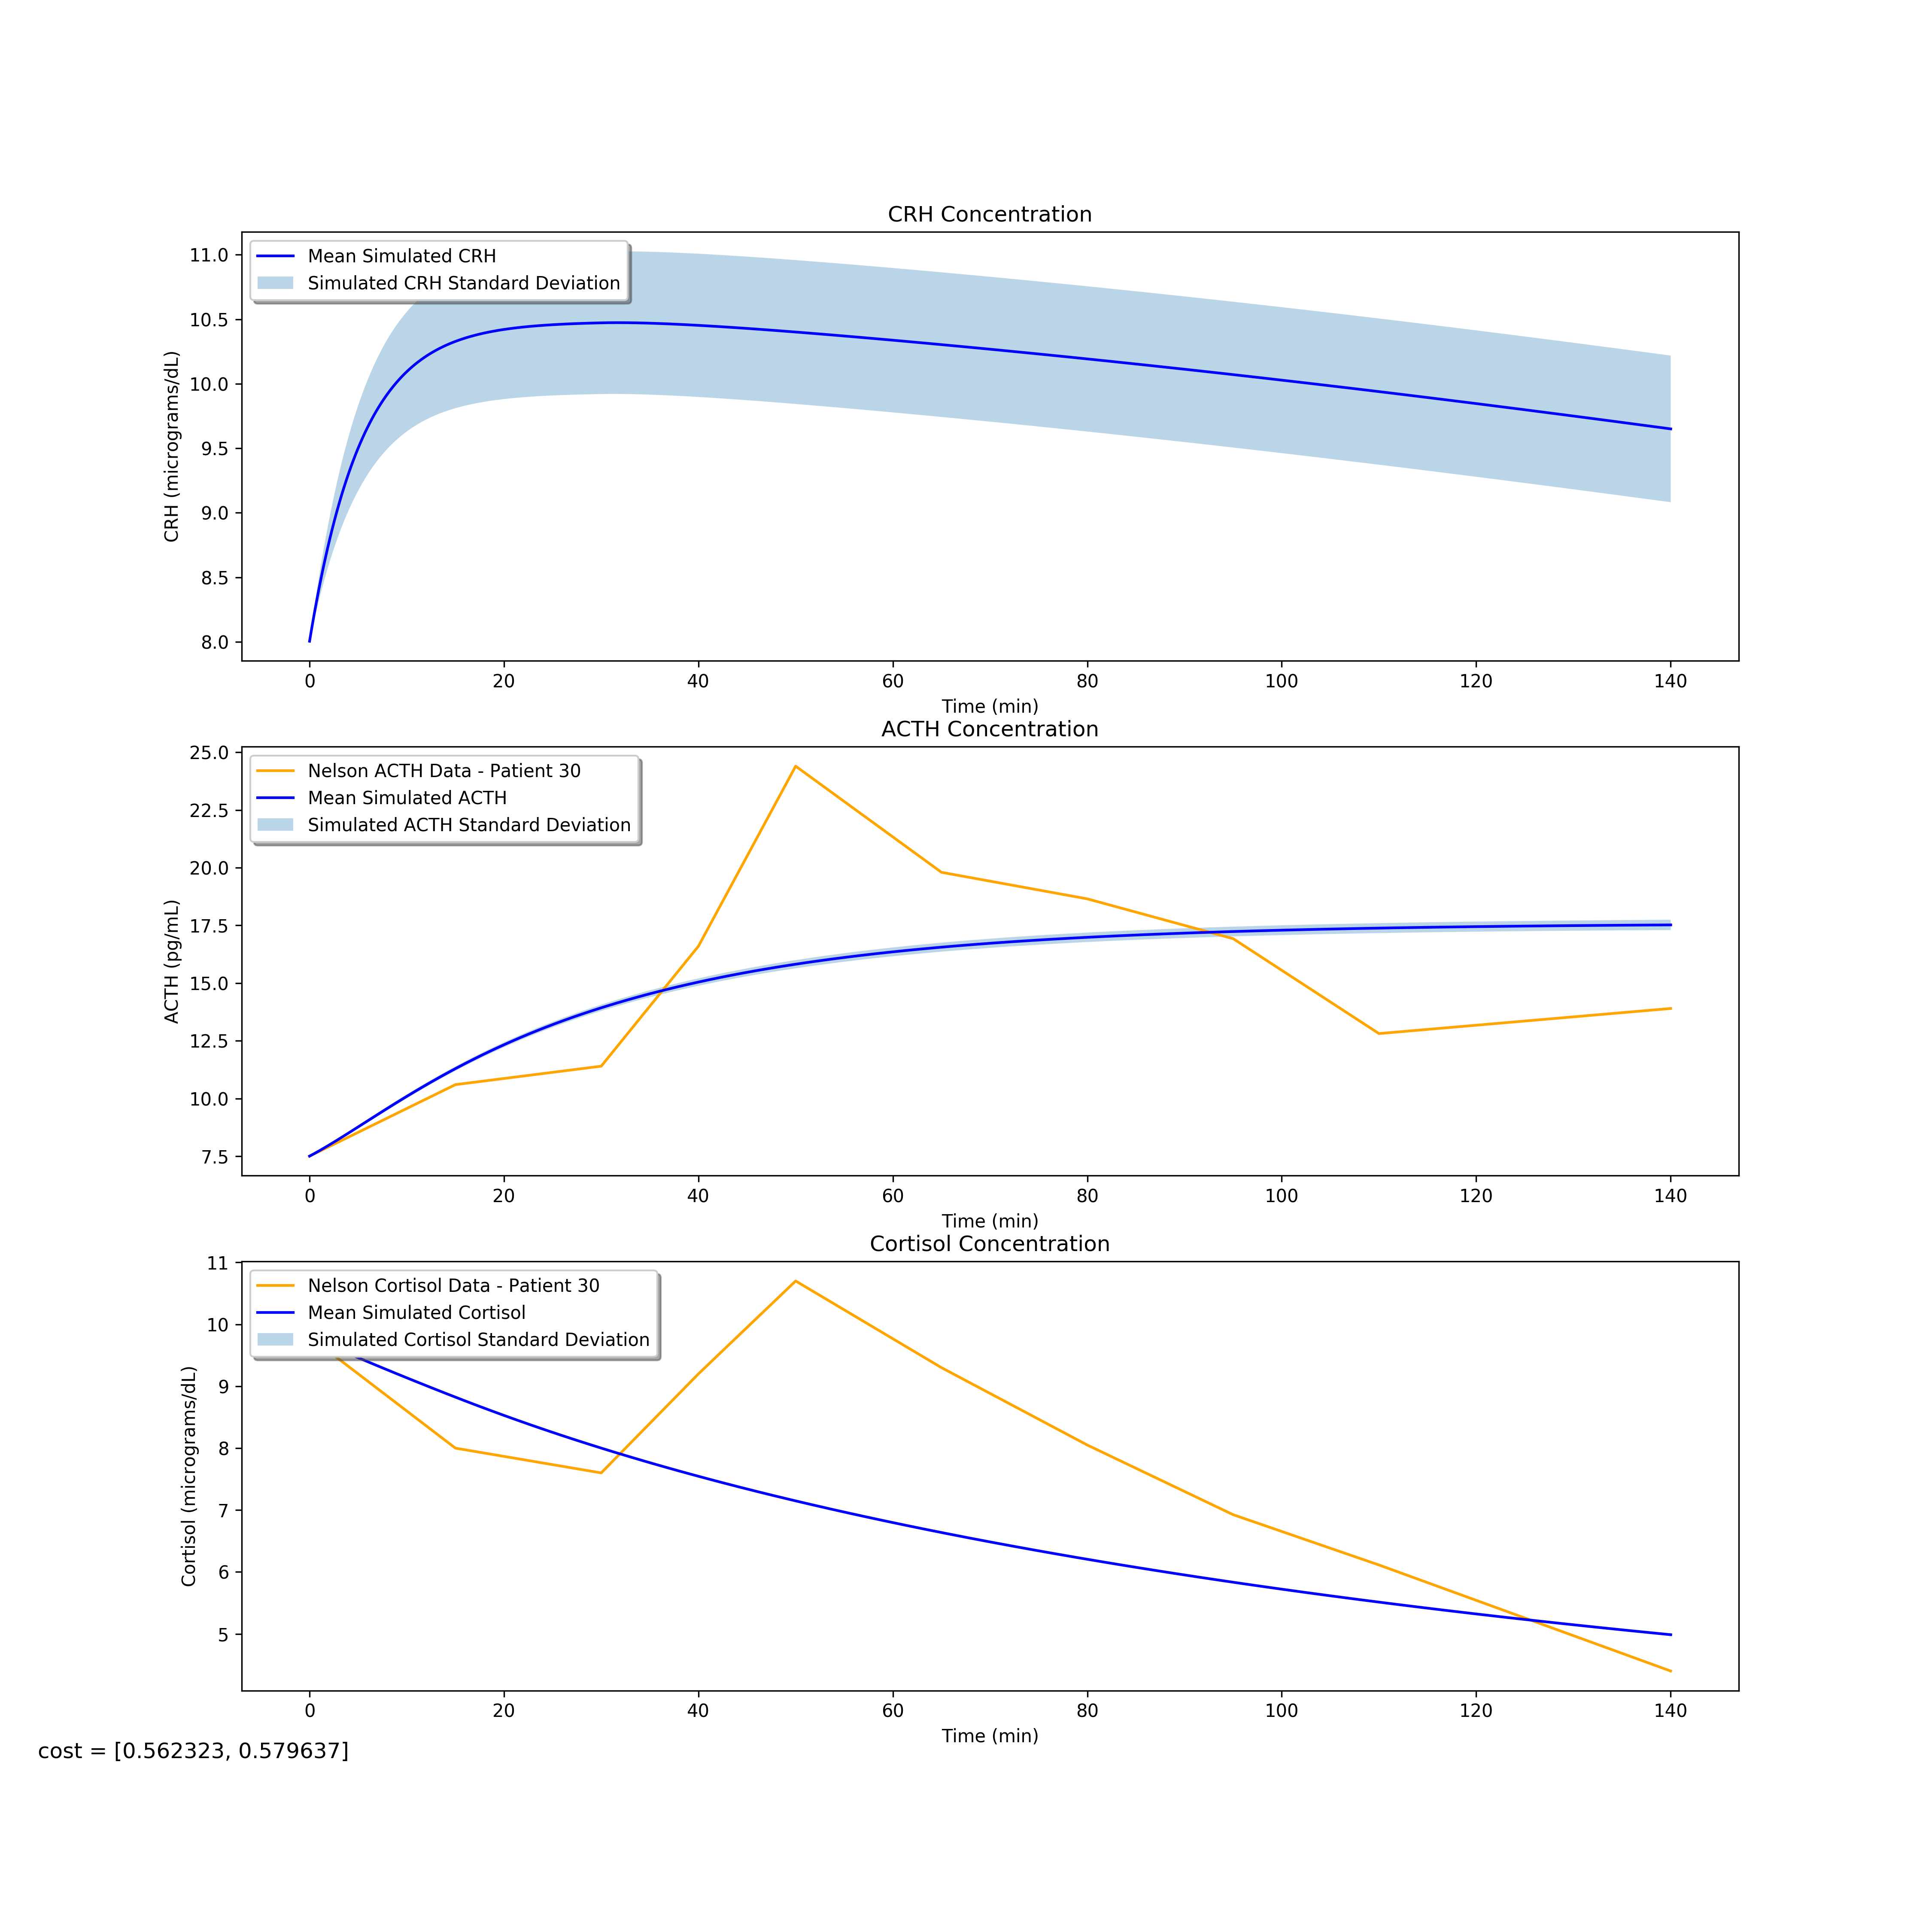 CRH Concentration
Mean Simulated CRH
Simulated CRH Standard Deviation
CRH (micrograms/dL)
11.0
10.5
10.0
9.5
9.0
8.5
8.0
0 20 40 60 80 100 120 140
Time (min)
ACTH Concentration
Nelson ACTH Data - Patient 30
Mean Simulated ACTH
Simulated ACTH Standard Deviation
ACTH (pg/mL)
25.0
22.5
20.0
17.5
15.0
12.5
10.0
7.5
0 20 40 60 80 100 120 140
Time (min)
Cortisol Concentration
Nelson Cortisol Data - Patient 30
Mean Simulated Cortisol
Simulated Cortisol Standard Deviation
Cortisol (micrograms/dL)
11
10
9
8
7
6
5
0 20 40 60 80 100 120 140
Time (min)
cost = [0.562323, 0.579637]